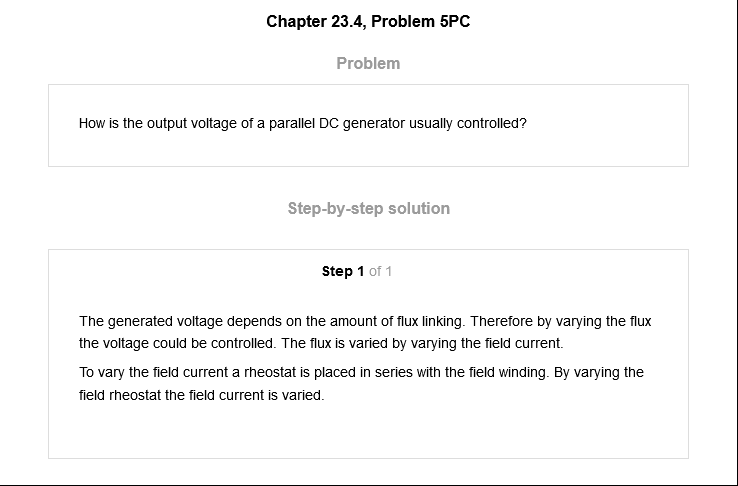 Chapter 23.4, Problem 5PC
Problem
How is the output voltage of a parallel DC generator usually controlled?
Step-by-step solution
Step 1 of 1
The generated voltage depends on the amount of flux linking. Therefore by varying the flux
the voltage could be controlled. The flux is varied by varying the field current.
To vary the field current a rheostat is placed in series with the field winding. By varying the
field rheostat the field current is varied.